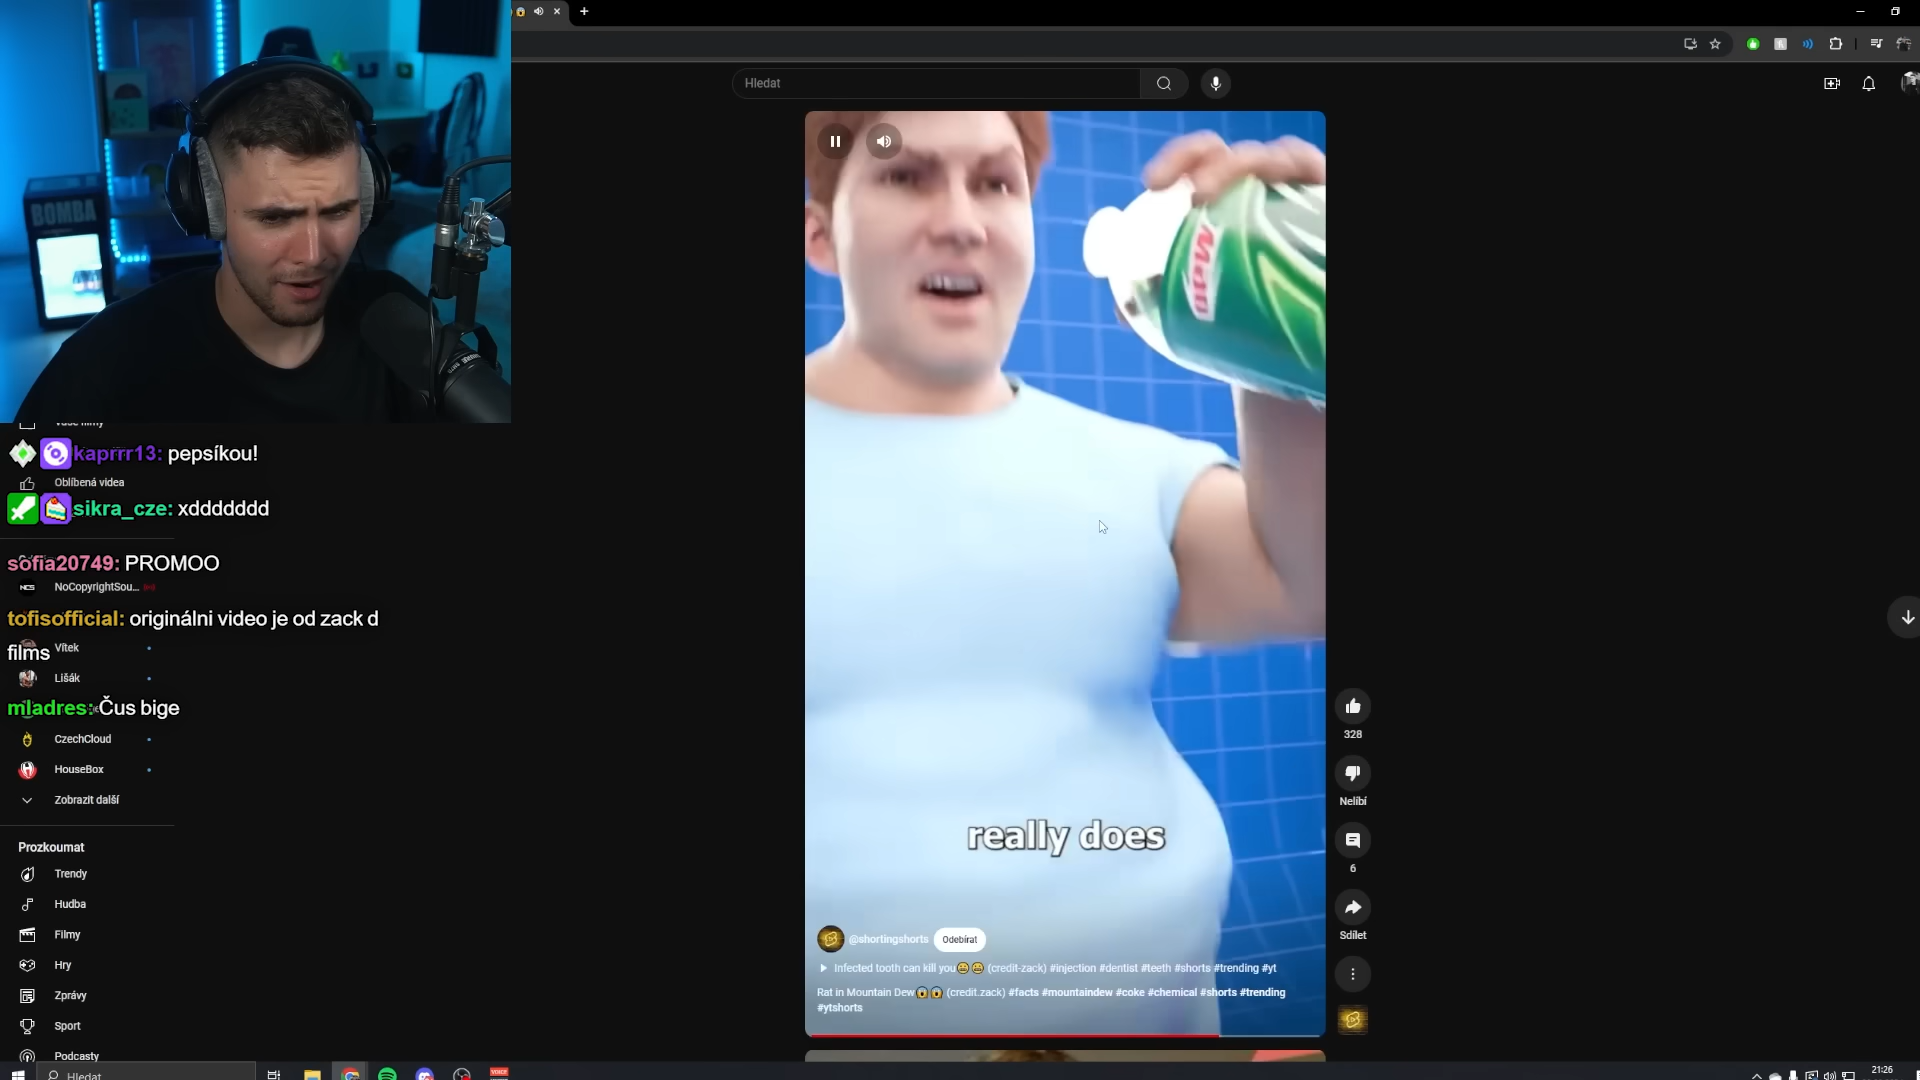 Hledat
BOMBA
Mtn
kaprrr13: pepsíkou!
Oblíbená videa
sikra_cze: xddddddd
sofia20749: PROMOO
NCS
NoCopyrightSou...
tofisofficial: originálni video je od zack d
films
Vítek
Lišák
mladres: Čus bige
CzechCloud
HouseBox
Zobrazit další
Prozkoumat
Trendy
Hudba
Filmy
Hry
Zprávy
Sport
Podcasty
really does
@shortingshorts
Odebírat
Infected tooth can kill you😫😫 (credit-zack) #injection #dentist #teeth #shorts #trending #yt
Rat in Mountain Dew😱😱 (credit.zack) #facts #mountaindew #coke #chemical #shorts #trending
#ytshorts
328
Nelíbí
6
Sdílet
Hledat
VOICE
21:26